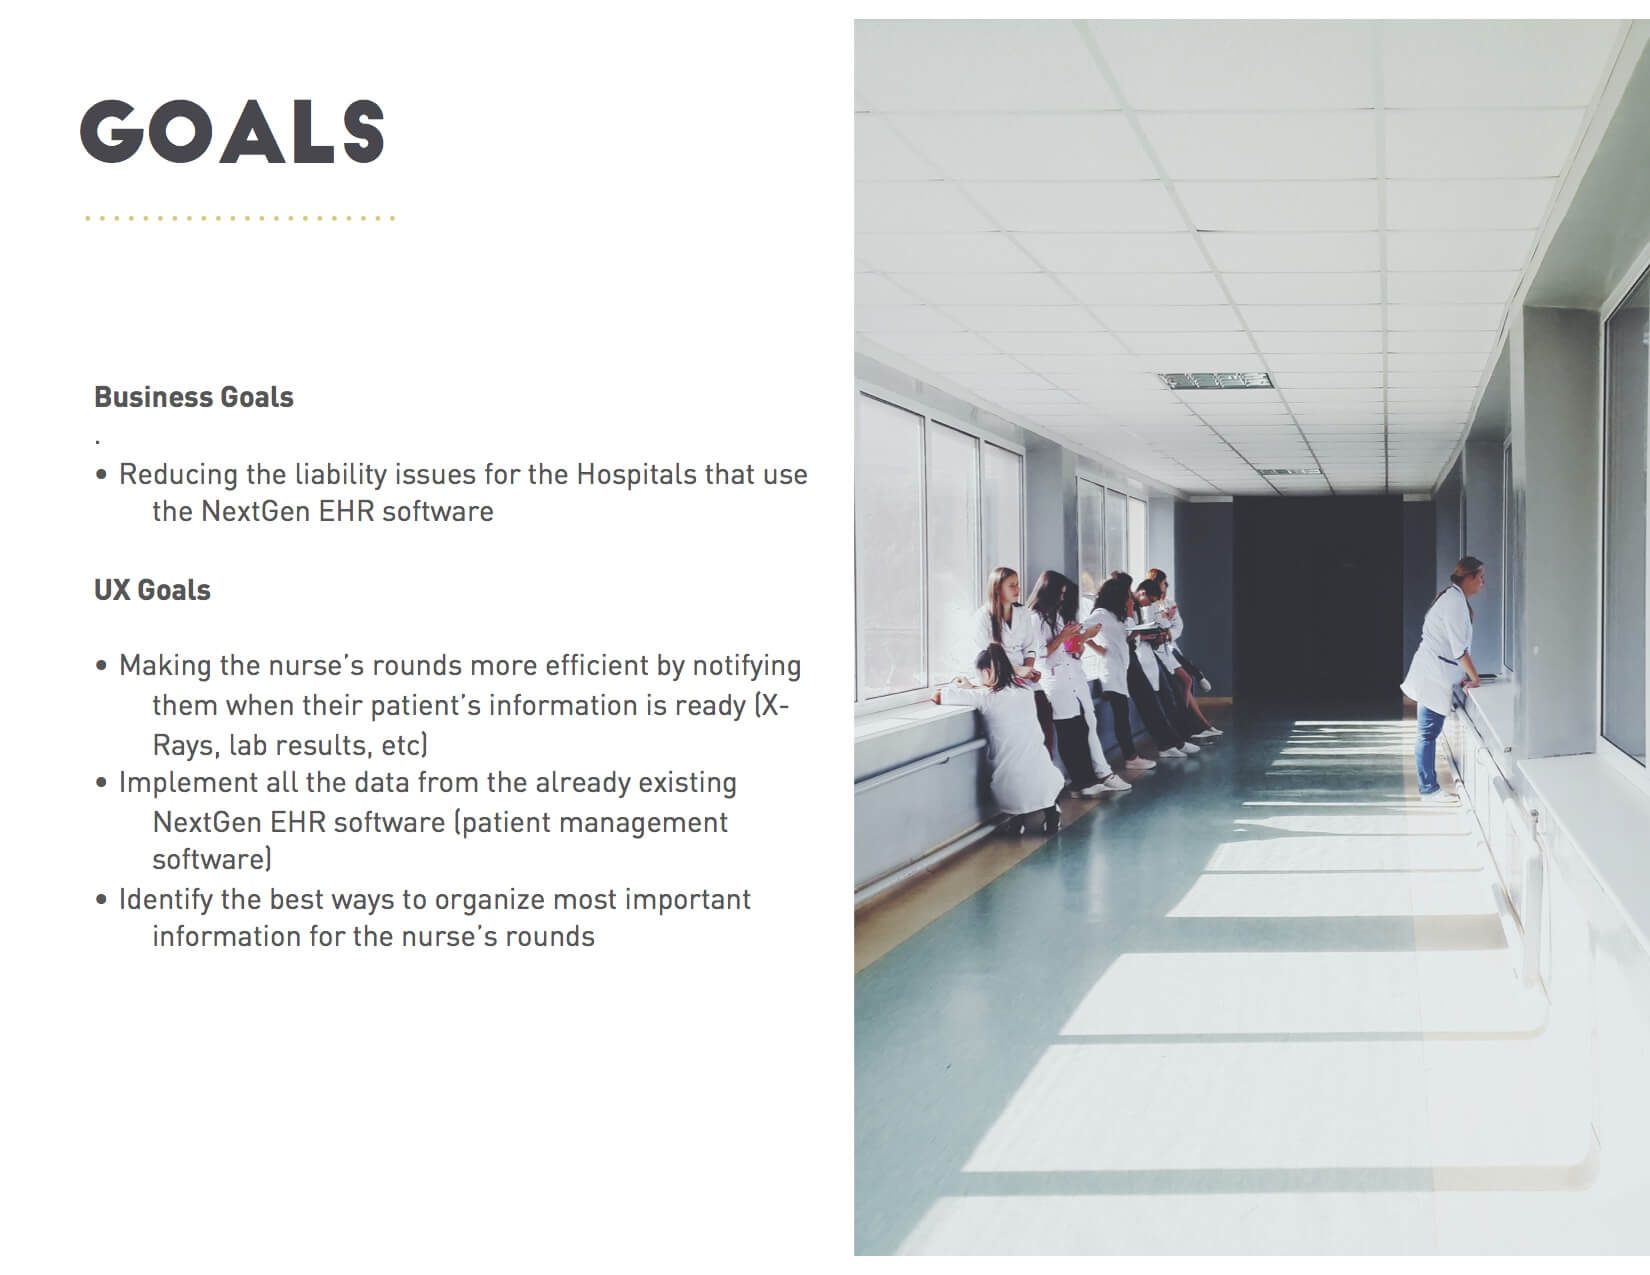 GOALS
Business Goals
.
• Reducing the liability issues for the Hospitals that use
the NextGen EHR software
UX Goals
• Making the nurse’s rounds more efficient by notifying
them when their patient’s information is ready (X-
Rays, lab results, etc)
• Implement all the data from the already existing
NextGen EHR software (patient management
software)
• Identify the best ways to organize most important
information for the nurse’s rounds